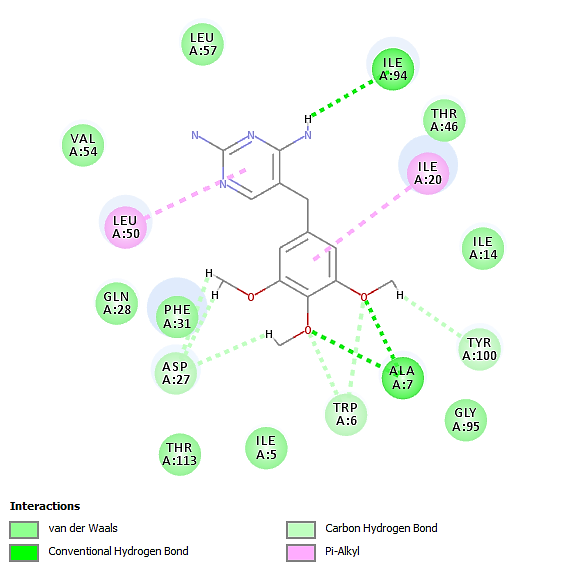 LEU
A:57
ILE
A:94
H
THR
A:46
N
N
N
VAL
A:54
ILE
A:20
N
LEU
A:50
ILE
A:14
H
GLN
A:28
H
O
O
H
PHE
A:31
O
H
TYR
A:100
ASP
A:27
ALA
A:7
TRP
A:6
GLY
A:95
ILE
A:5
THR
A:113
Interactions
van der Waals
Carbon Hydrogen Bond
Conventional Hydrogen Bond
Pi-Alkyl